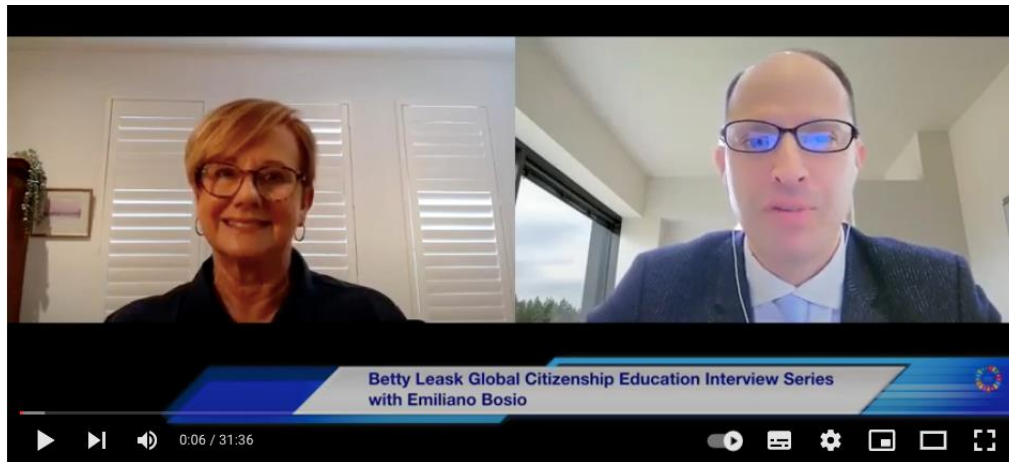 Betty Leask Global Citizenship Education Interview Series
with Emiliano Bosio
0:06 / 31:36